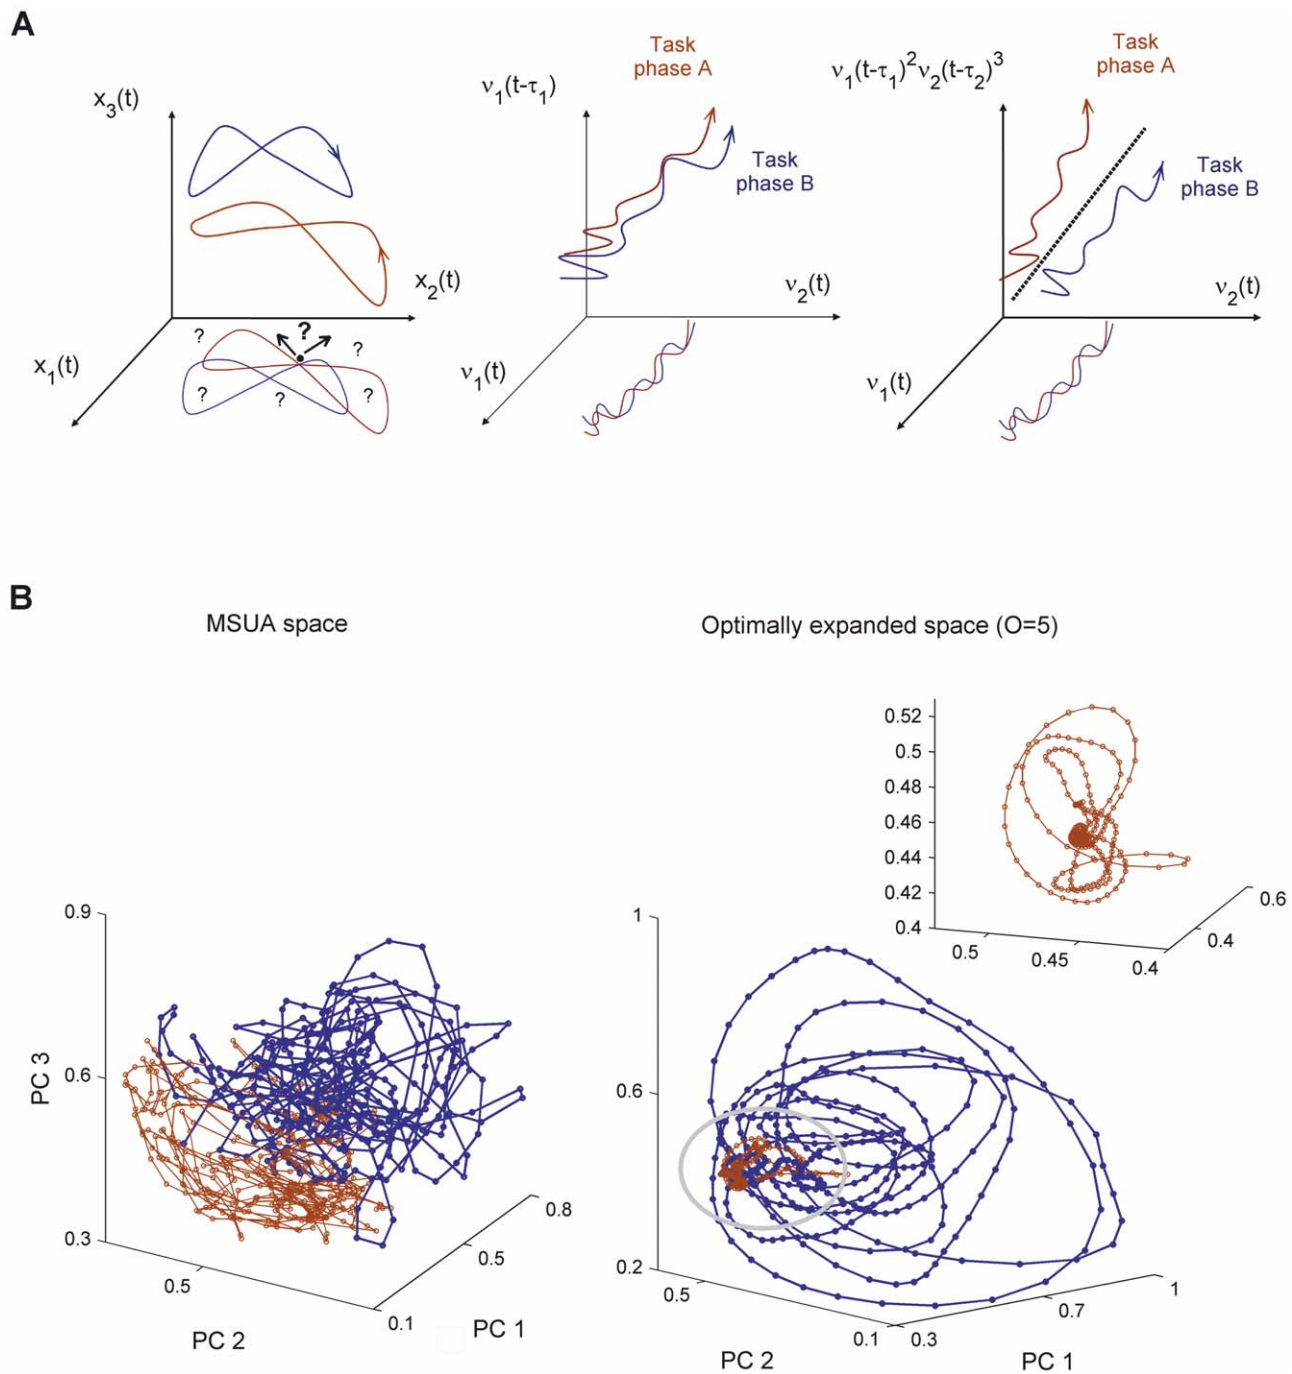 A
x3(t)
x2(t)
x1(t)
?
?
?
?
?
?
ν1(t-τ1)
Task
phase A
Task
phase B
ν2(t)
ν1(t)
ν1(t-τ1)²ν2(t-τ2)³
Task
phase A
Task
phase B
ν2(t)
ν1(t)
B
MSUA space
0.9
0.6
0.3
PC 3
0.5
PC 2
0.1
0.5
0.8
PC 1
Optimally expanded space (O=5)
0.52
0.5
0.48
0.46
0.44
0.42
0.4
0.5
0.45
0.4
0.4
0.6
1
0.6
0.2
0.5
0.1
PC 2
0.3
0.7
1
PC 1